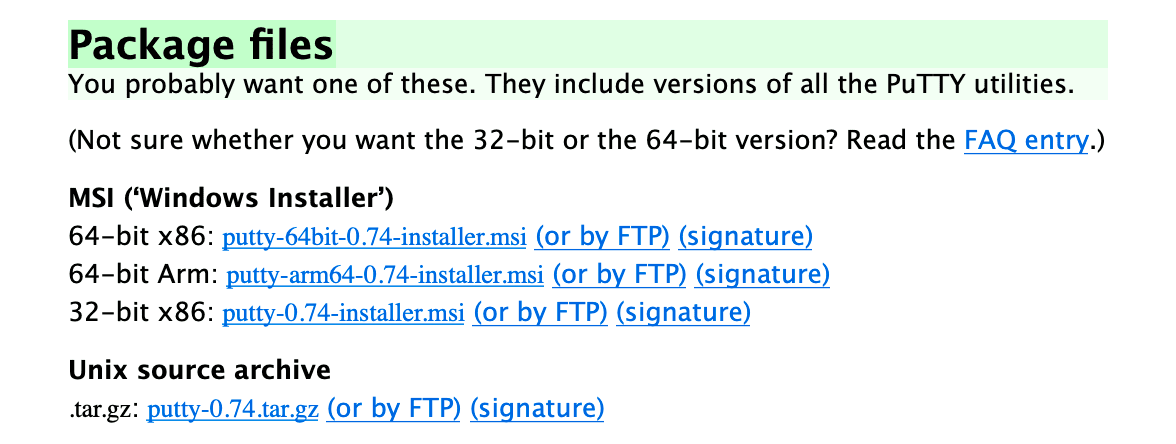 Package files
You probably want one of these. They include versions of all the PuTTY utilities.
(Not sure whether you want the 32-bit or the 64-bit version? Read the FAQ entry.)
MSI (‘Windows Installer’)
64-bit x86: putty-64bit-0.74-installer.msi (or by FTP) (signature)
64-bit Arm: putty-arm64-0.74-installer.msi (or by FTP) (signature)
32-bit x86: putty-0.74-installer.msi (or by FTP) (signature)
Unix source archive
.tar.gz: putty-0.74.tar.gz (or by FTP) (signature)